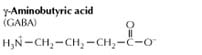 γ-Aminobutyric acid
(GABA)
O
H₃N⁺−CH₂−CH₂−CH₂−C−O⁻